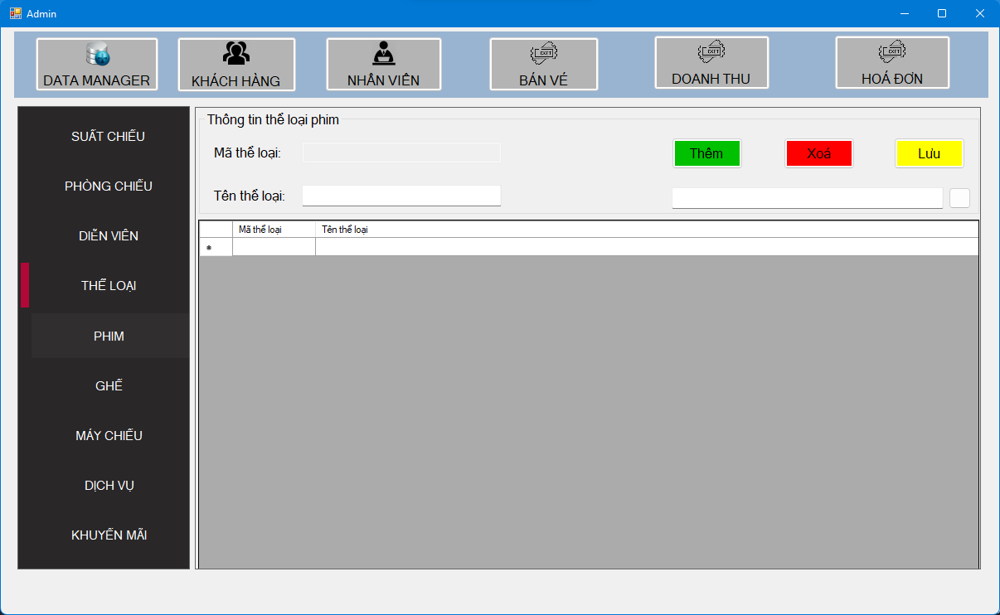 Admin
DATA MANAGER
KHÁCH HÀNG
NHÂN VIÊN
BÁN VÉ
DOANH THU
HOÁ ĐƠN
SUẤT CHIẾU
PHÒNG CHIẾU
DIỄN VIÊN
THỂ LOẠI
PHIM
GHẾ
MÁY CHIẾU
DỊCH VỤ
KHUYẾN MÃI
Thông tin thể loại phim
Mã thể loại:
Thêm
Xoá
Lưu
Tên thể loại:
Mã thể loại
Tên thể loại